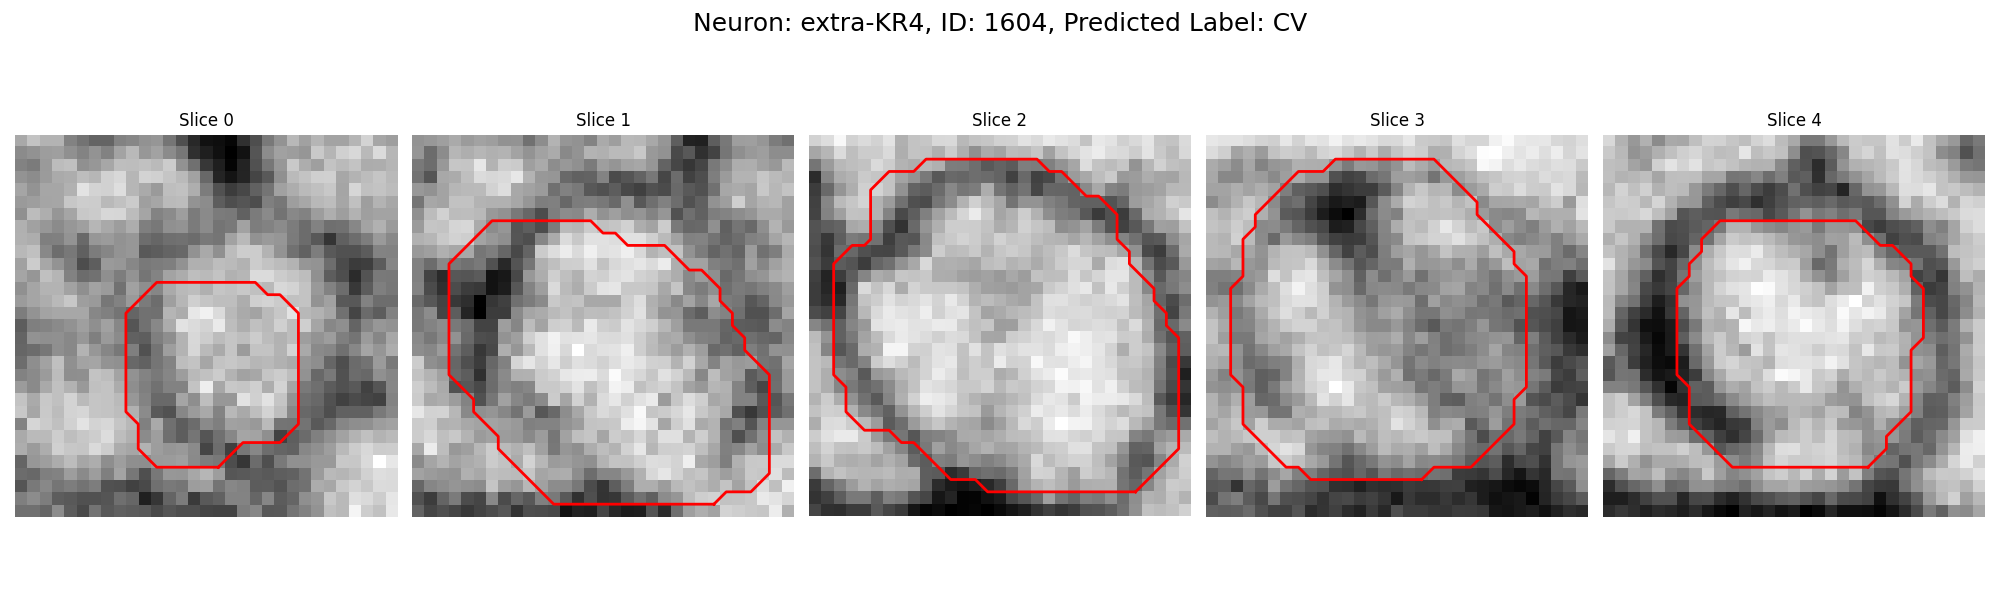 Neuron: extra-KR4, ID: 1604, Predicted Label: CV
Slice 0
Slice 1
Slice 2
Slice 3
Slice 4